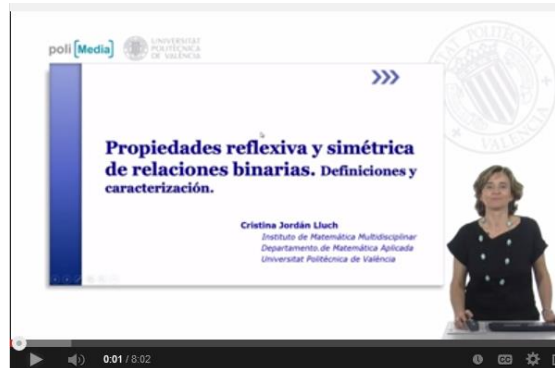 poli[Media]
UNIVERSITAT
POLITÈCNICA
DE VALÈNCIA
Propiedades reflexiva y simétrica
de relaciones binarias. Definiciones y
caracterización.
Cristina Jordán Lluch
Instituto de Matemática Multidisciplinar
Departamento de Matemática Aplicada
Universitat Politècnica de València
0:01 / 8:02
CC